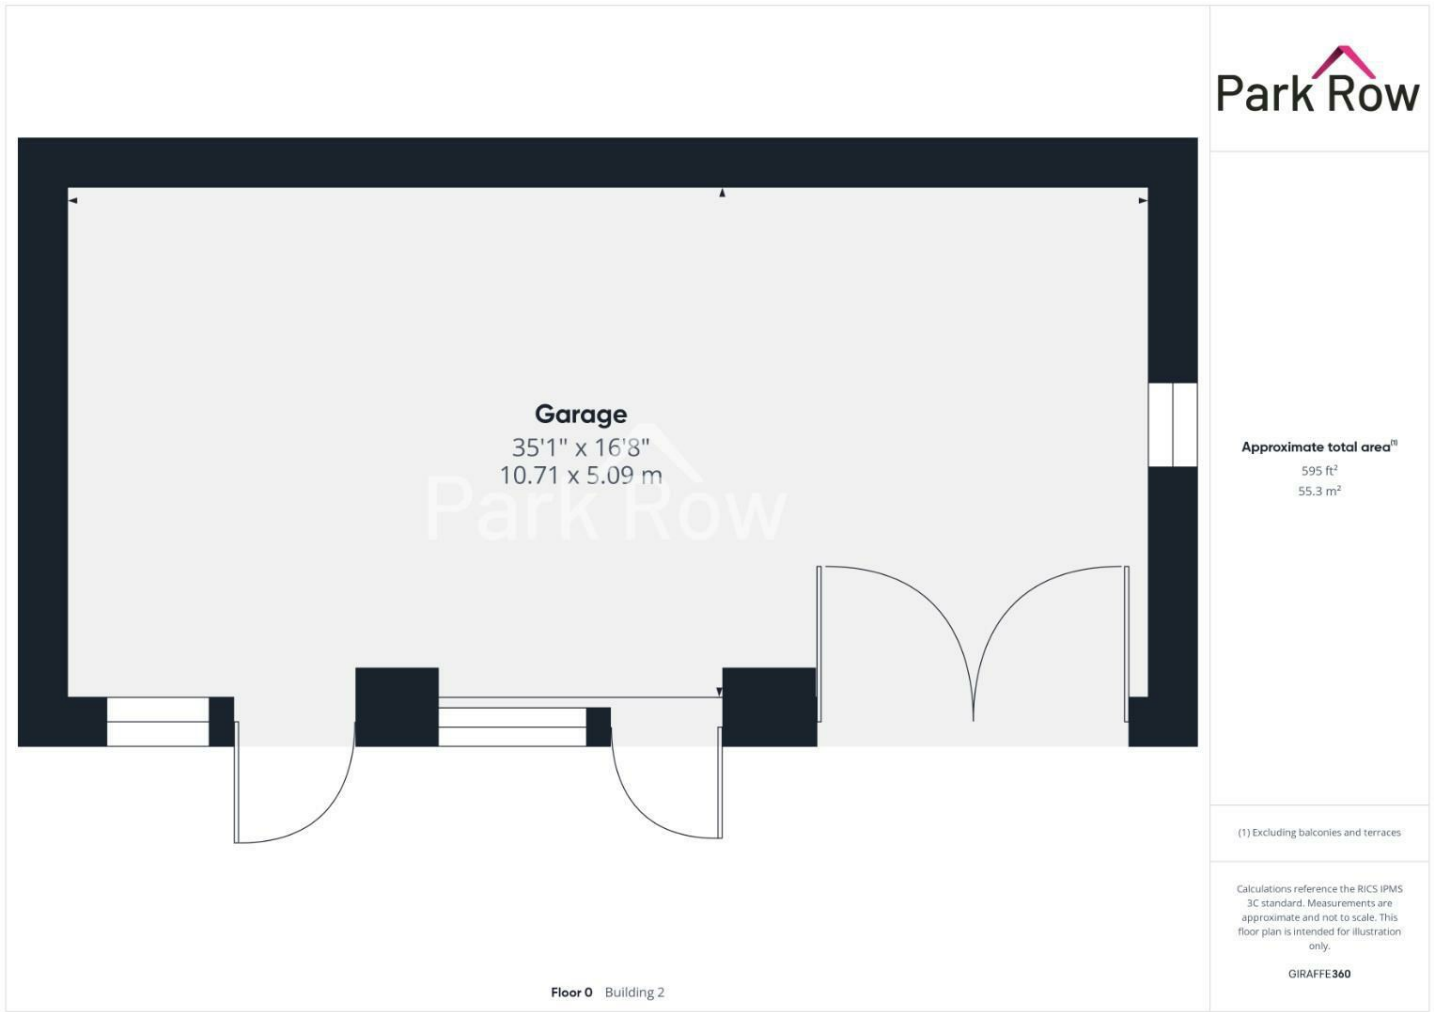 Park Row
Garage
35'1" x 16'8"
10.71 x 5.09 m
Park Row
Approximate total area(1)
595 ft²
55.3 m²
(1) Excluding balconies and terraces
Calculations reference the RICS IPMS
3C standard. Measurements are
approximate and not to scale. This
floor plan is intended for illustration
only.
GIRAFFE360
Floor 0 Building 2